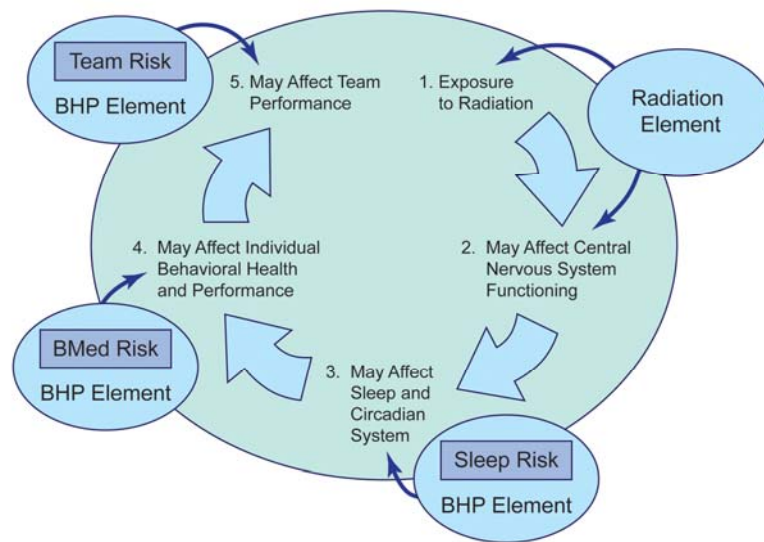 Team Risk
BHP Element
5. May Affect Team
Performance
1. Exposure
to Radiation
Radiation
Element
4. May Affect Individual
Behavioral Health
and Performance
2. May Affect Central
Nervous System
Functioning
BMed Risk
BHP Element
3. May Affect
Sleep and
Circadian
System
Sleep Risk
BHP Element